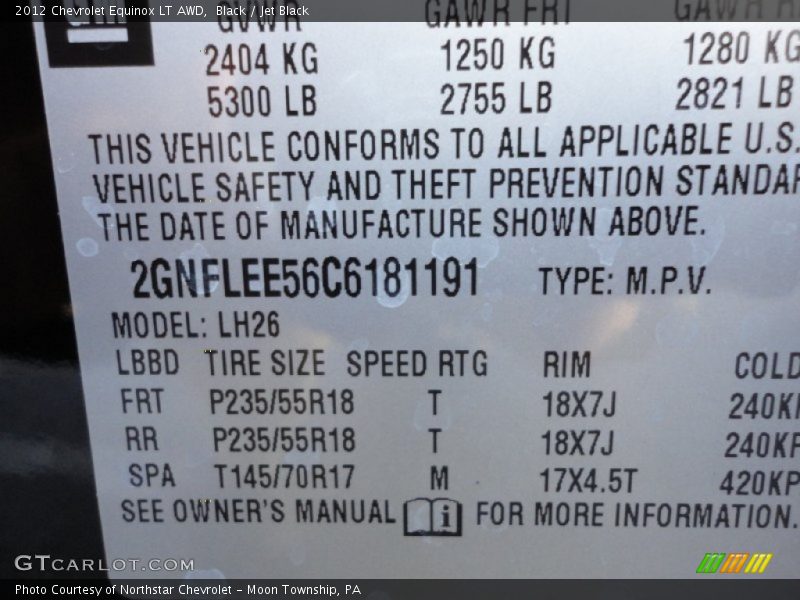 2012 Chevrolet Equinox LT AWD, Black / Jet Black
GVWR GAWR FRT GAWR
2404 KG 1250 KG 1280 KG
5300 LB 2755 LB 2821 LB
THIS VEHICLE CONFORMS TO ALL APPLICABLE U.S.
VEHICLE SAFETY AND THEFT PREVENTION STANDAR
THE DATE OF MANUFACTURE SHOWN ABOVE.
2GNFLEE56C6181191 TYPE: M.P.V.
MODEL: LH26
LBBD TIRE SIZE SPEED RTG RIM COLD
FRT P235/55R18 T 18X7J 240KP
RR P235/55R18 T 18X7J 240KP
SPA T145/70R17 M 17X4.5T 420KP
SEE OWNER'S MANUAL i FOR MORE INFORMATION.
GTCARLOT.COM
Photo Courtesy of Northstar Chevrolet - Moon Township, PA